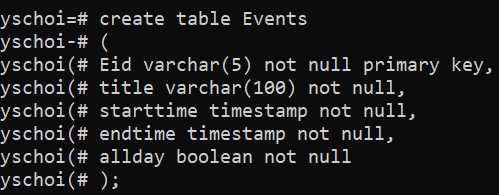 yschoi=# create table Events
yschoi-# (
yschoi(# Eid varchar(5) not null primary key,
yschoi(# title varchar(100) not null,
yschoi(# starttime timestamp not null,
yschoi(# endtime timestamp not null,
yschoi(# allday boolean not null
yschoi(# );